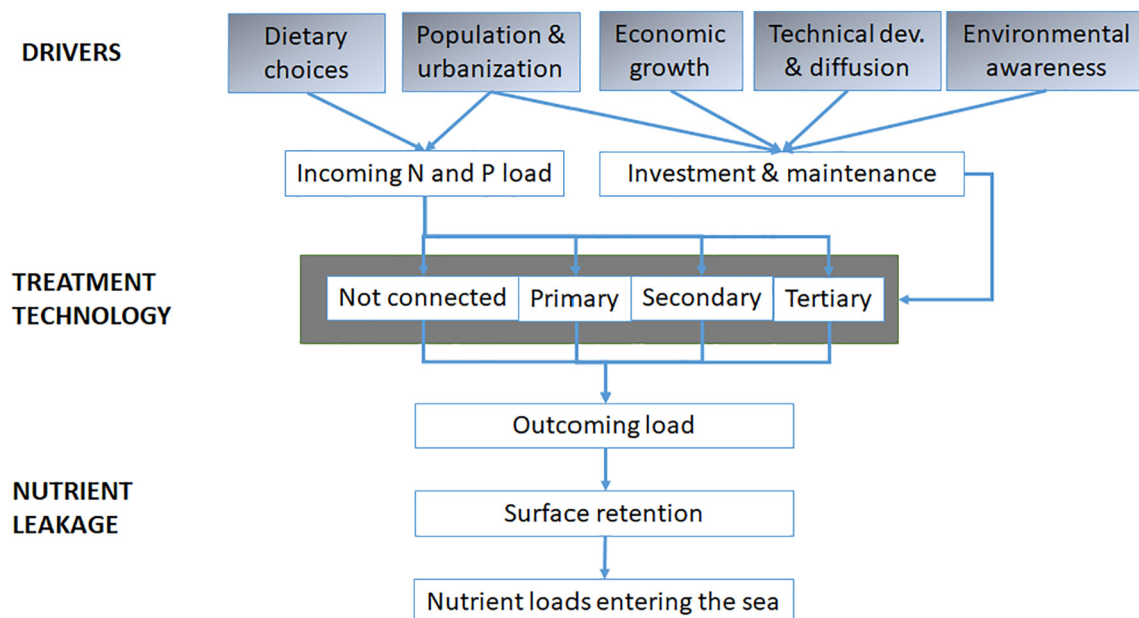 DRIVERS
Dietary
choices
Population &
urbanization
Economic
growth
Technical dev.
& diffusion
Environmental
awareness
Incoming N and P load
Investment & maintenance
TREATMENT
TECHNOLOGY
Not connected
Primary
Secondary
Tertiary
Outcoming load
NUTRIENT
LEAKAGE
Surface retention
Nutrient loads entering the sea